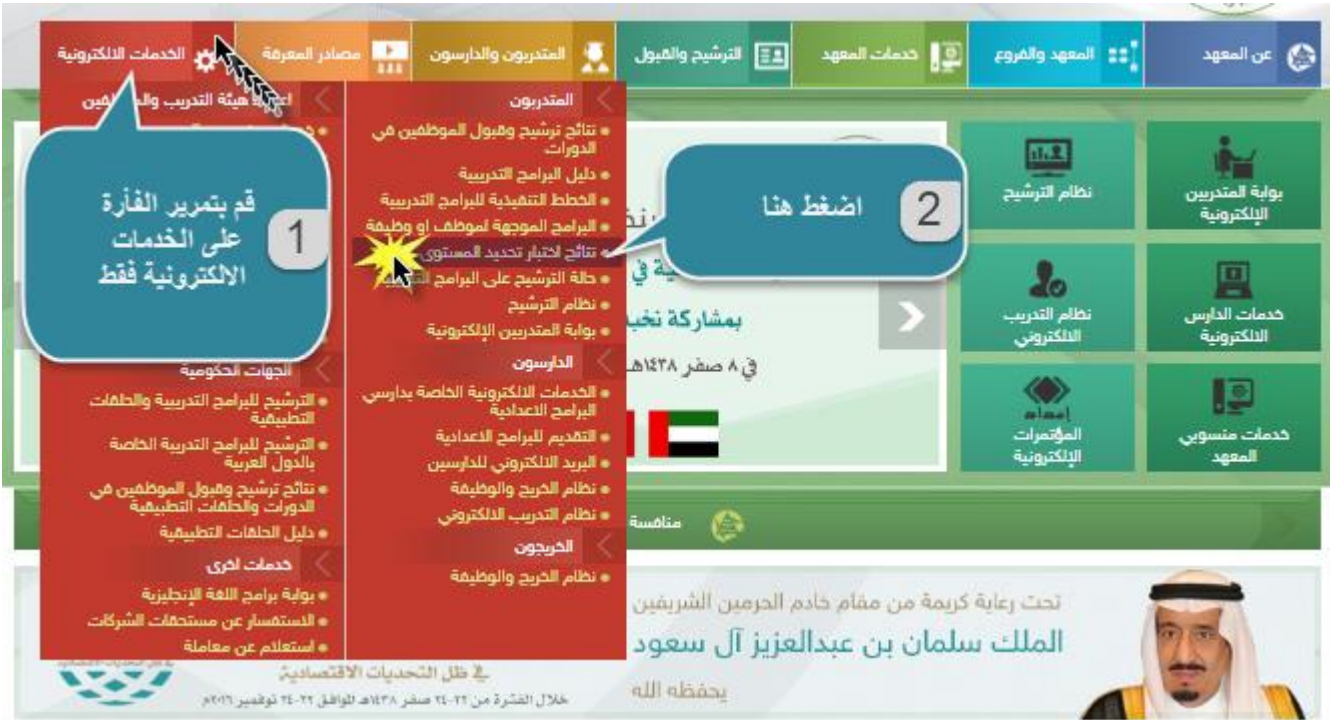 عن المعهد
المعهد والفروع
خدمات المعهد
الترشيح والقبول
المتدربون والدارسون
مصادر المعرفة
الخدمات الالكترونية
بوابة المتدربين
الإلكترونية
نظام الترشيح
خدمات الدارس
الالكترونية
نظام التدريب
الالكتروني
خدمات منسوبي
المعهد
المؤتمرات
الإلكترونية
2
اضغط هنا
1
قم بتمرير الفأرة
على الخدمات
الالكترونية فقط
المتدربون
نتائج ترشيح وقبول الموظفين في
الدورات
دليل البرامج التدريبية
الخطط التنفيذية للبرامج التدريبية
البرامج الموجهة لموظف او وظيفة
نتائج اختبار تحديد المستوى
حالة الترشيح على البرامج
نظام الترشيح
بوابة المتدربين الإلكترونية
الدارسون
الخدمات الالكترونية الخاصة بدارسي
البرامج الاعدادية
التقديم للبرامج الاعدادية
البريد الالكتروني للدارسين
نظام الخريج والوظيفة
نظام التدريب الالكتروني
الخريجون
نظام الخريج والوظيفة
هيئة التدريب
الجهات الحكومية
الترشيح للبرامج التدريبية والحلقات
التطبيقية
الترشيح للبرامج التدريبة الخاصة
بالدول العربية
نتائج ترشيح وقبول الموظفين في
الدورات والحلقات التطبيقية
دليل الحلقات التطبيقية
خدمات اخرى
بوابة برامج اللغة الإنجليزية
الاستفسار عن مستحقات الشركات
استعلام عن معاملة
ية في
بمشاركة نخب
في ٨ صفر ١٤٣٨هـ
منافسة
تحت رعاية كريمة من مقام خادم الحرمين الشريفين
الملك سلمان بن عبدالعزيز آل سعود
يحفظه الله
في ظل التحديات الاقتصادية
خلال الفترة من ٢٢-٢٤ صفر ١٤٣٨هـ الموافق ٢٢-٢٤ نوفمبر ٢٠١٦م